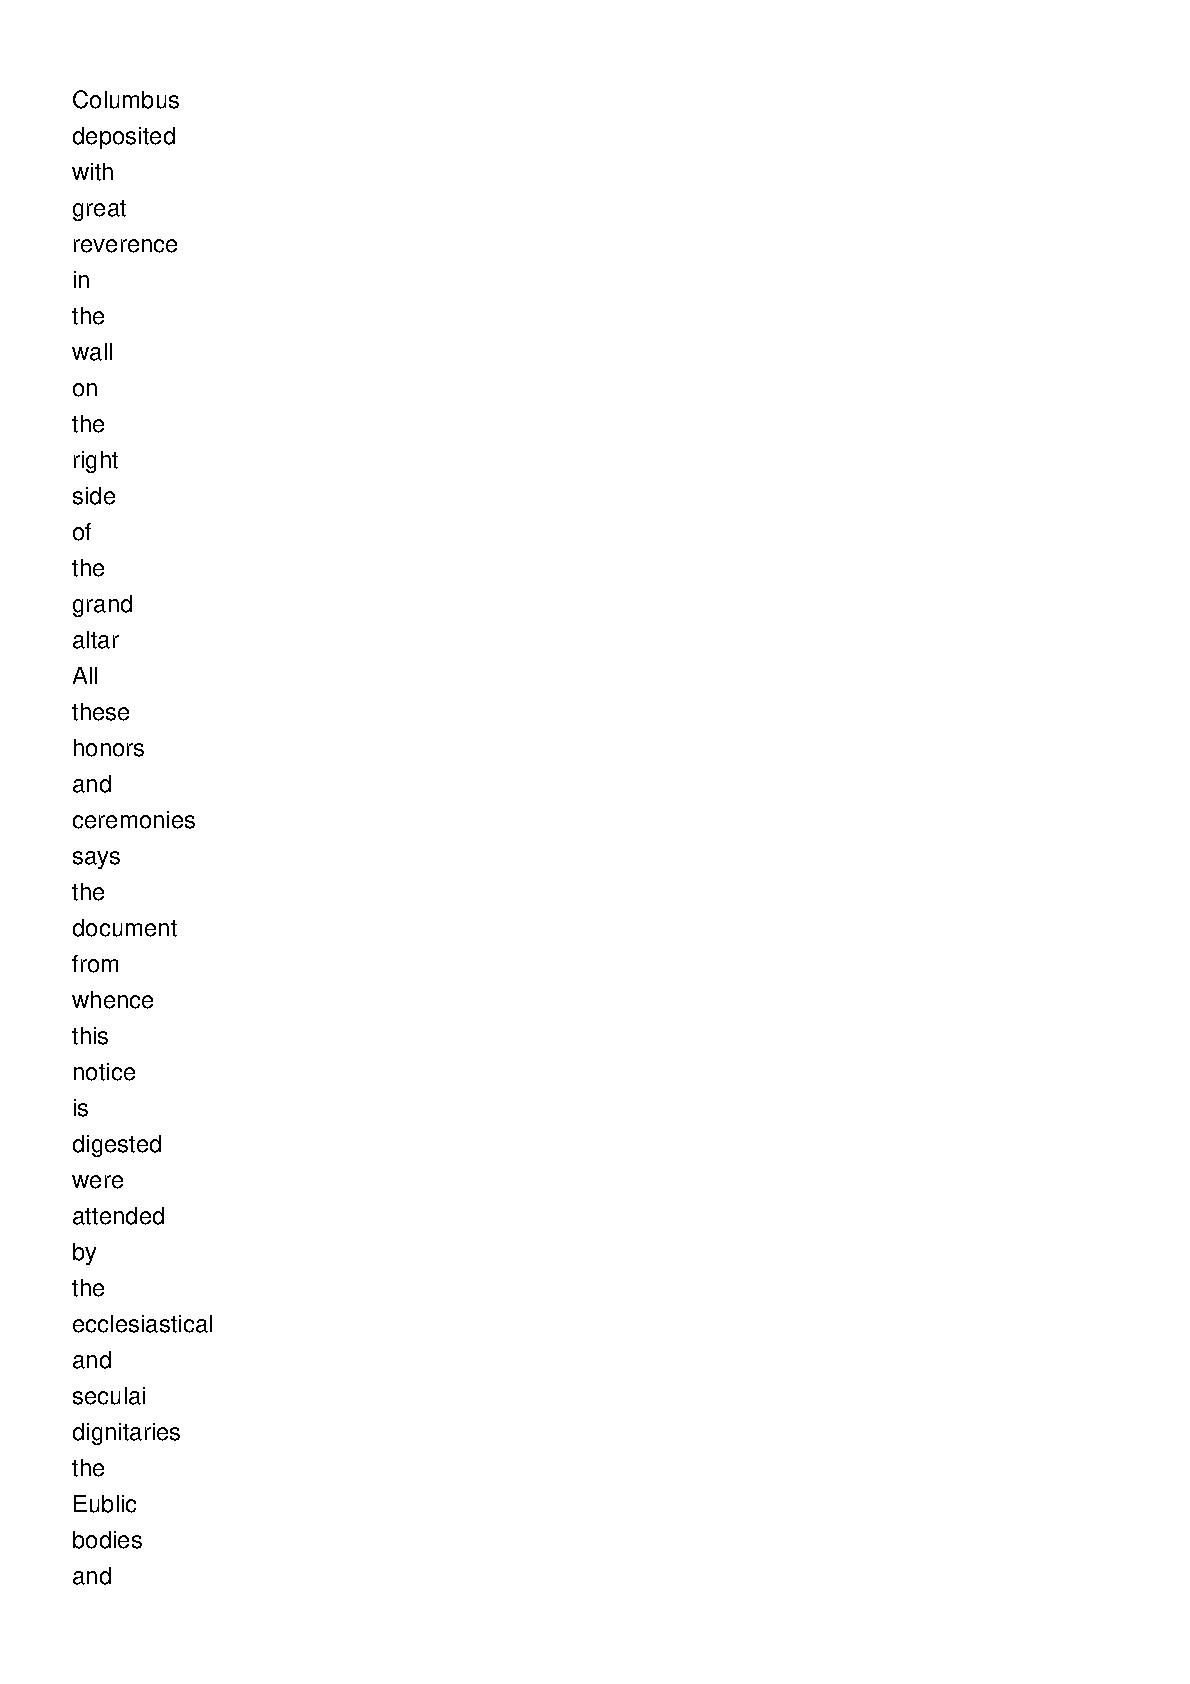 Columbus
deposited
with
great
reverence
in
the
wall
on
the
right
side
of
the
grand
altar
All
these
honors
and
ceremonies
says
the
document
from
whence
this
notice
is
digested
were
attended
by
the
ecclesiastical
and
seculai
dignitaries
the
Eublic
bodies
and